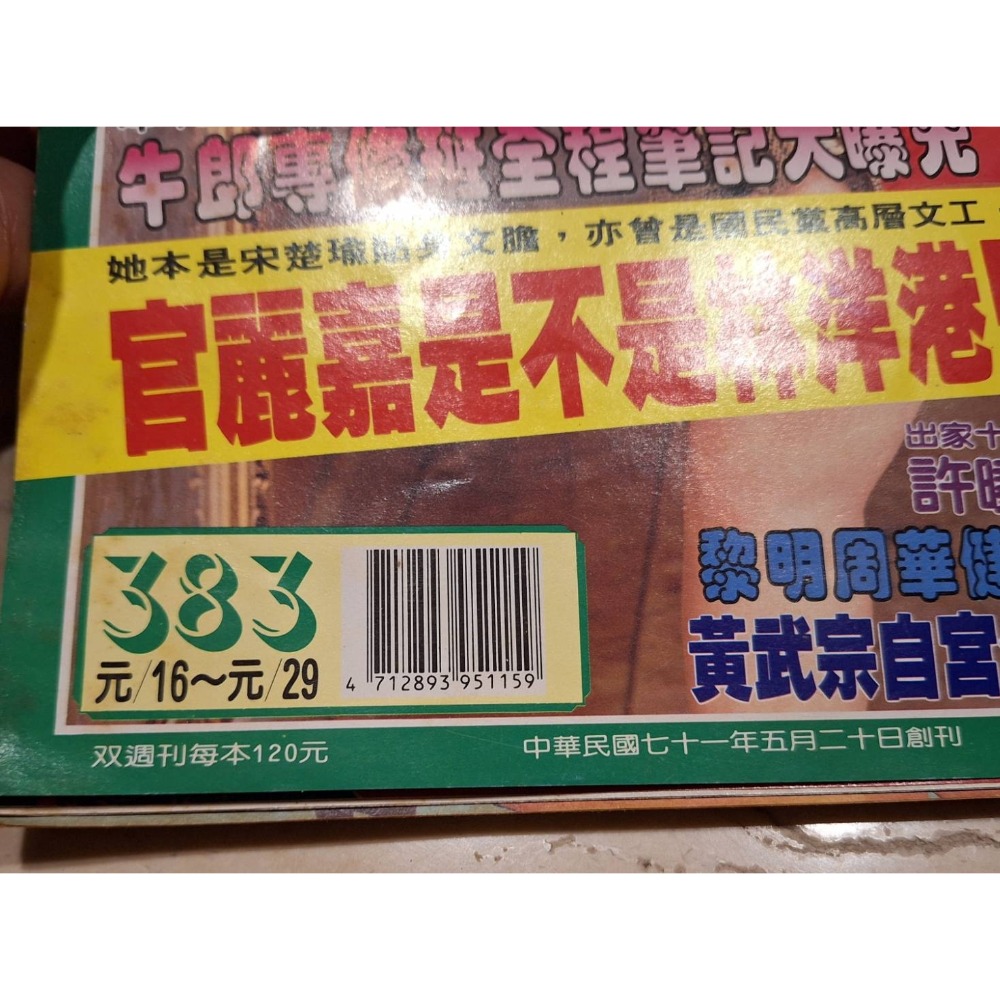 牛郎專修班全程筆記大曝光
她本是宋楚瑜貼身文膽，亦曾是國民黨高層文工
官麗嘉是不是林洋港
出家十
許曉
黎明周華健
黃武宗自宮
383
元/16～元/29
4 712893 951159
双週刊每本120元
中華民國七十一年五月二十日創刊